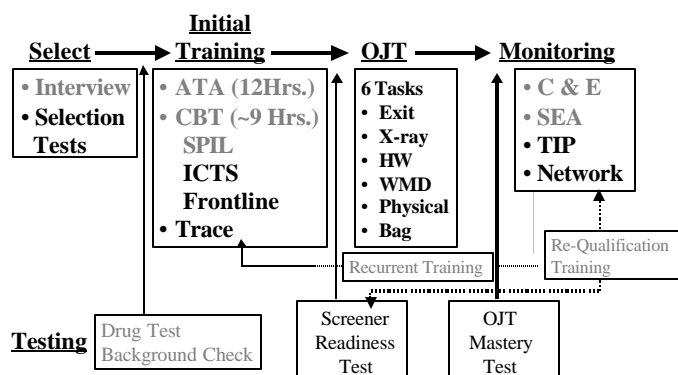 Select
Initial
Training
OJT
Monitoring
• Interview
• Selection
Tests
• ATA (12Hrs.)
• CBT (~9 Hrs.)
SPIL
ICTS
Frontline
• Trace
6 Tasks
• Exit
• X-ray
• HW
• WMD
• Physical
• Bag
• C & E
• SEA
• TIP
• Network
Recurrent Training
Re-Qualification
Training
Testing
Drug Test
Background Check
Screener
Readiness
Test
OJT
Mastery
Test